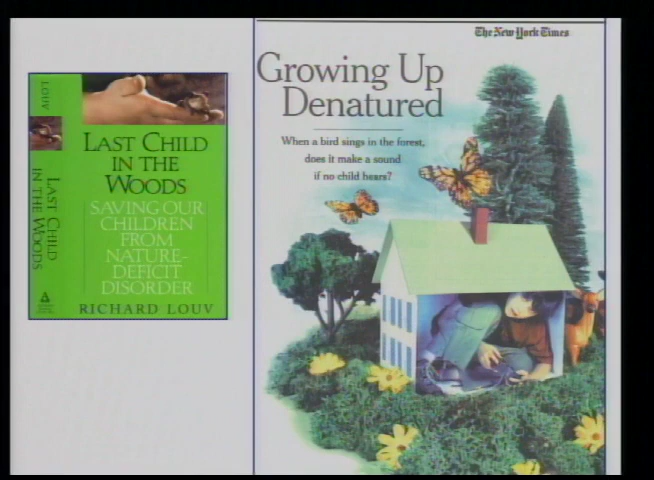 LOUV
LAST CHILD
IN THE WOODS
LAST CHILD
IN THE
WOODS
SAVING OUR
CHILDREN
FROM
NATURE-
DEFICIT
DISORDER
RICHARD LOUV
The New York Times
Growing Up
Denatured
When a bird sings in the forest,
does it make a sound
if no child hears?